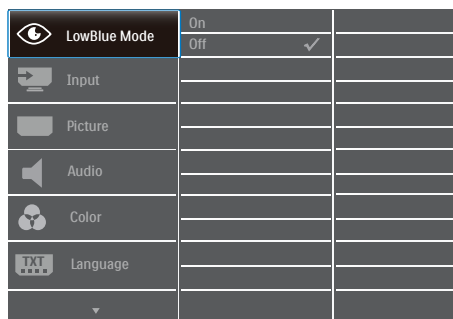 LowBlue Mode
On
Off
Input
Picture
Audio
Color
TXT
Language